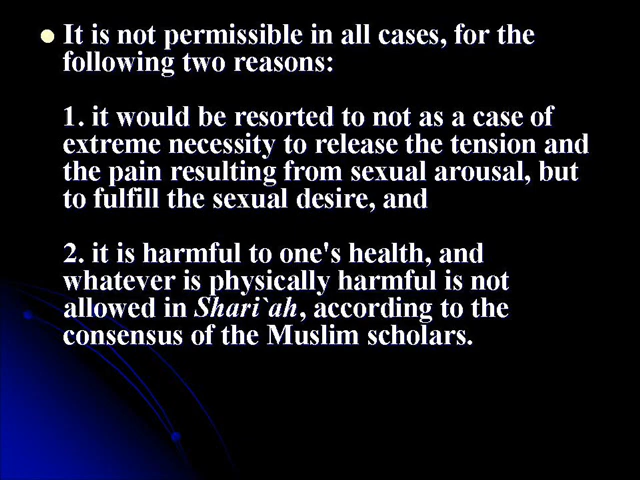 It is not permissible in all cases, for the
following two reasons:
1. it would be resorted to not as a case of
extreme necessity to release the tension and
the pain resulting from sexual arousal, but
to fulfill the sexual desire, and
2. it is harmful to one's health, and
whatever is physically harmful is not
allowed in Shari`ah, according to the
consensus of the Muslim scholars.